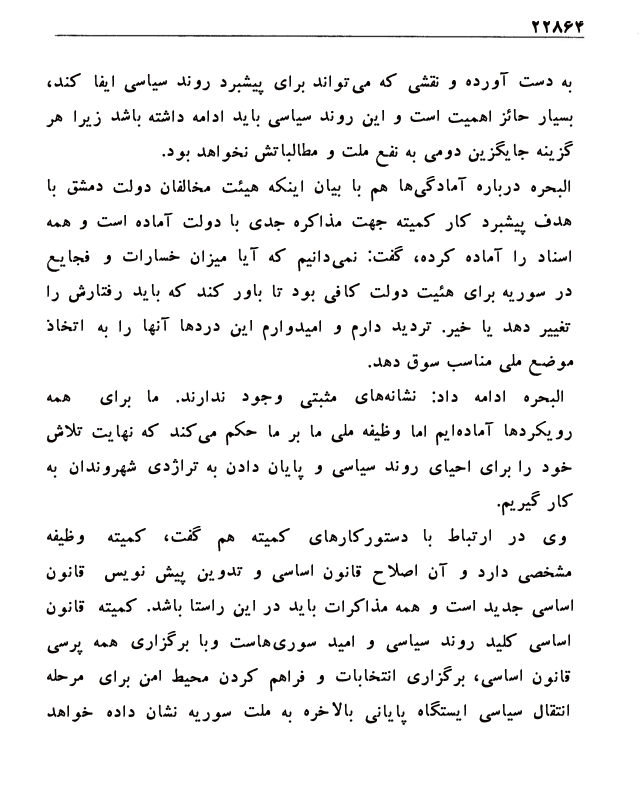 ۲۲۸۶۴
به دست آورده و نقشی که می‌تواند برای پیشبرد روند سیاسی ایفا کند،
بسیار حائز اهمیت است و این روند سیاسی باید ادامه داشته باشد زیرا هر
گزینه جایگزین دومی به نفع ملت و مطالباتش نخواهد بود.
البحره درباره آمادگی‌ها هم با بیان اینکه هیئت مخالفان دولت دمشق با
هدف پیشبرد کار کمیته جهت مذاکره جدی با دولت آماده است و همه
اسناد را آماده کرده، گفت: نمی‌دانیم که آیا میزان خسارات و فجایع
در سوریه برای هئیت دولت کافی بود تا باور کند که باید رفتارش را
تغییر دهد یا خیر. تردید دارم و امیدوارم این دردها آنها را به اتخاذ
موضع ملی مناسب سوق دهد.
البحره ادامه داد: نشانه‌های مثبتی وجود ندارند. ما برای همه
رویکردها آماده‌ایم اما وظیفه ملی ما بر ما حکم می‌کند که نهایت تلاش
خود را برای احیای روند سیاسی و پایان دادن به تراژدی شهروندان به
کار گیریم.
وی در ارتباط با دستورکارهای کمیته هم گفت، کمیته وظیفه
مشخصی دارد و آن اصلاح قانون اساسی و تدوین پیش نویس قانون
اساسی جدید است و همه مذاکرات باید در این راستا باشد. کمیته قانون
اساسی کلید روند سیاسی و امید سوری‌هاست وبا برگزاری همه پرسی
قانون اساسی، برگزاری انتخابات و فراهم کردن محیط امن برای مرحله
انتقال سیاسی ایستگاه پایانی بالاخره به ملت سوریه نشان داده خواهد